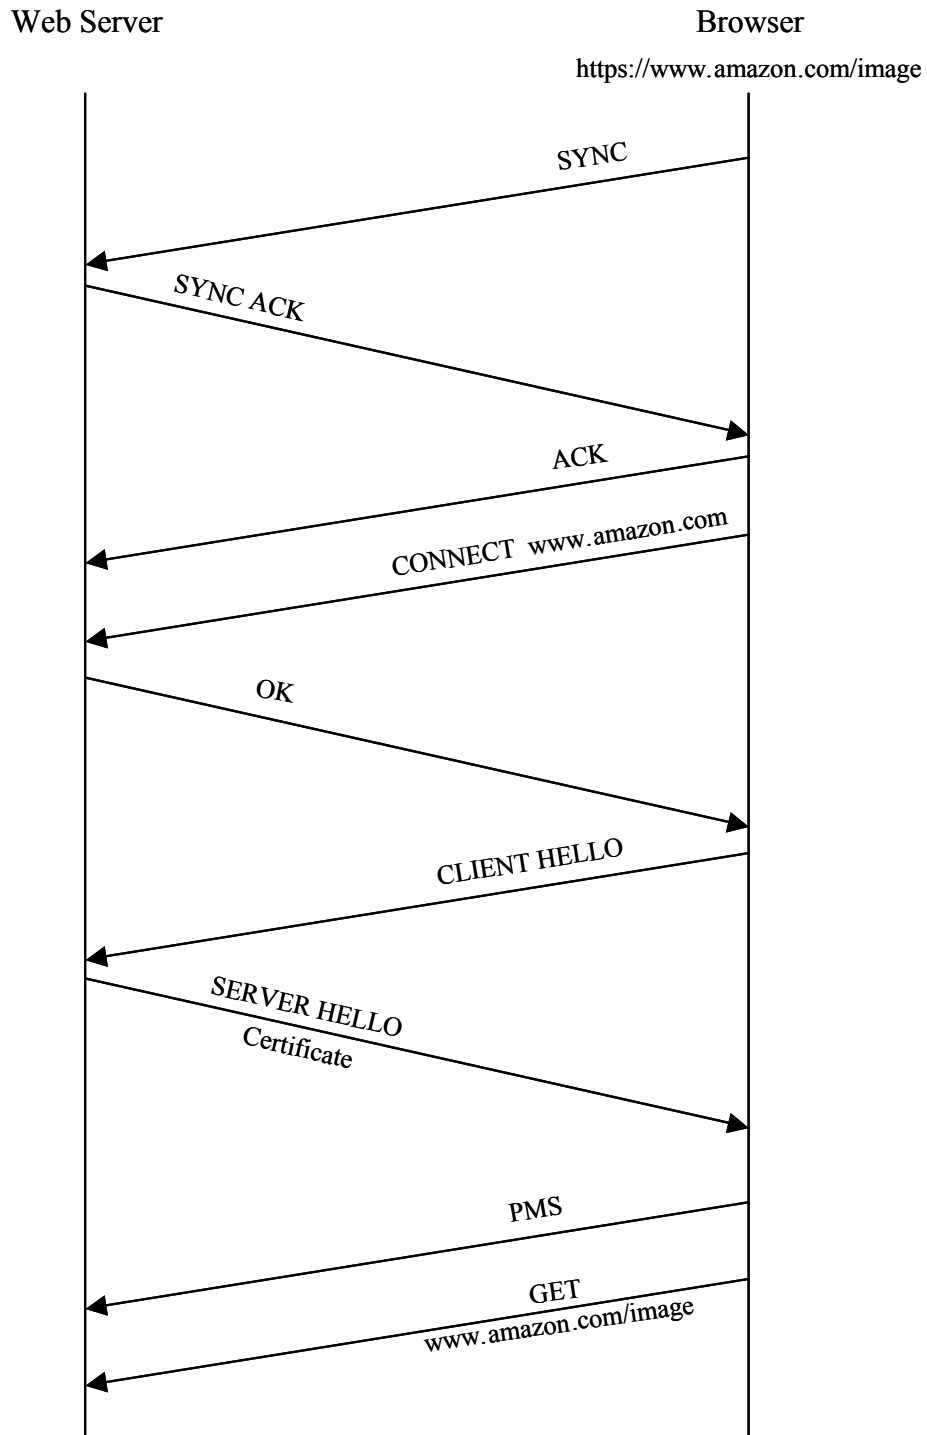 Web Server
Browser
https://www.amazon.com/image
SYNC
SYNC ACK
ACK
CONNECT www.amazon.com
OK
CLIENT HELLO
SERVER HELLO
Certificate
PMS
GET
www.amazon.com/image